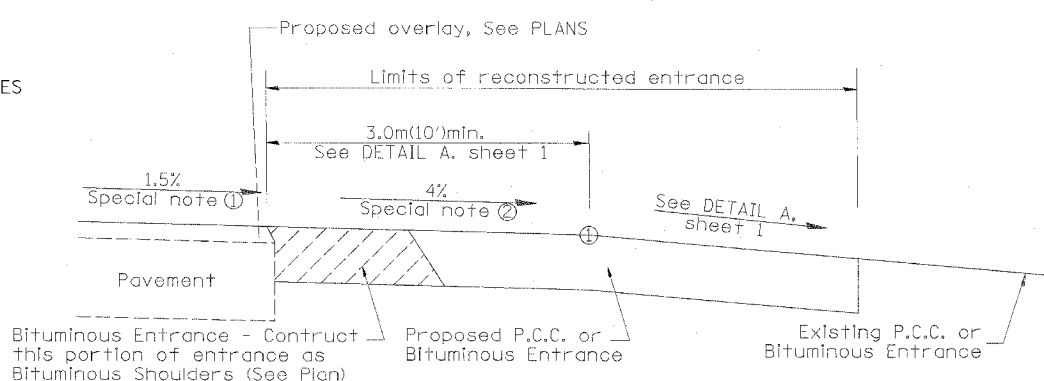 Proposed overlay, See PLANS
ES
Limits of reconstructed entrance
3.0m(10')min.
See DETAIL A. sheet 1
1.5%
Special note ①
4%
Special note ②
See DETAIL A.
sheet 1
①
Pavement
Bituminous Entrance - Contruct
this portion of entrance as
Bituminous Shoulders (See Plan)
Proposed P.C.C. or
Bituminous Entrance
Existing P.C.C. or
Bituminous Entrance